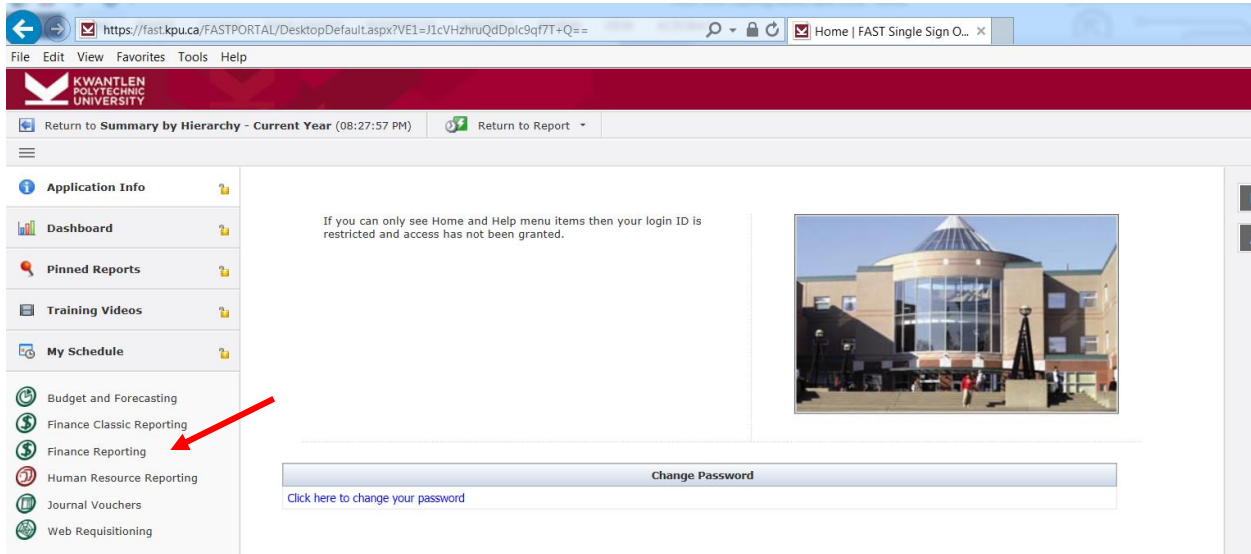 https://fast.kpu.ca/FASTPORTAL/DesktopDefault.aspx?VE1=J1cVHzhruQdDpIc9qf7T+Q==
Home | FAST Single Sign O...
File Edit View Favorites Tools Help
KWANTLEN
POLYTECHNIC
UNIVERSITY
Return to Summary by Hierarchy - Current Year (08:27:57 PM) Return to Report
Application Info
Dashboard
Pinned Reports
Training Videos
My Schedule
Budget and Forecasting
Finance Classic Reporting
Finance Reporting
Human Resource Reporting
Journal Vouchers
Web Requisitioning
If you can only see Home and Help menu items then your login ID is
restricted and access has not been granted.
Change Password
Click here to change your password